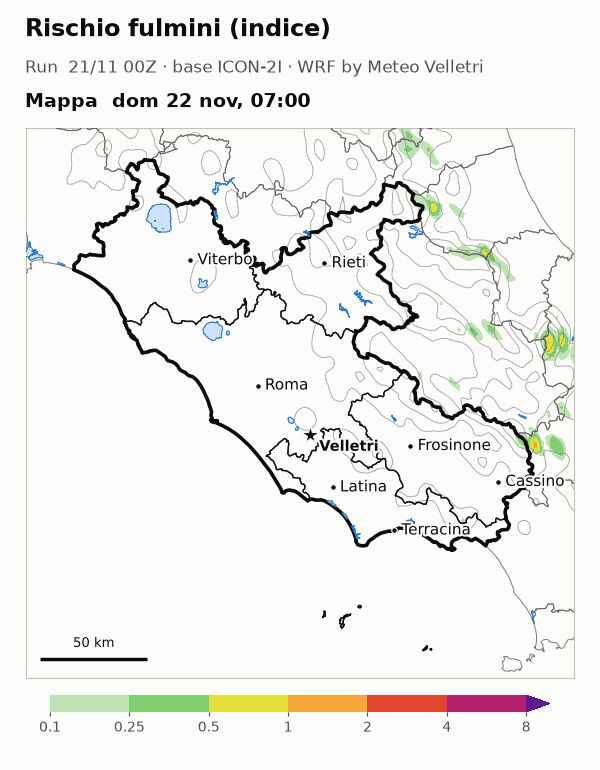 Rischio fulmini (indice)
Run  21/11 00Z · base ICON-2I · WRF by Meteo Velletri
Mappa  dom 22 nov, 07:00
Viterbo
Rieti
Roma
Velletri
Frosinone
Latina
Cassino
Terracina
50 km
0.1 0.25 0.5 1 2 4 8